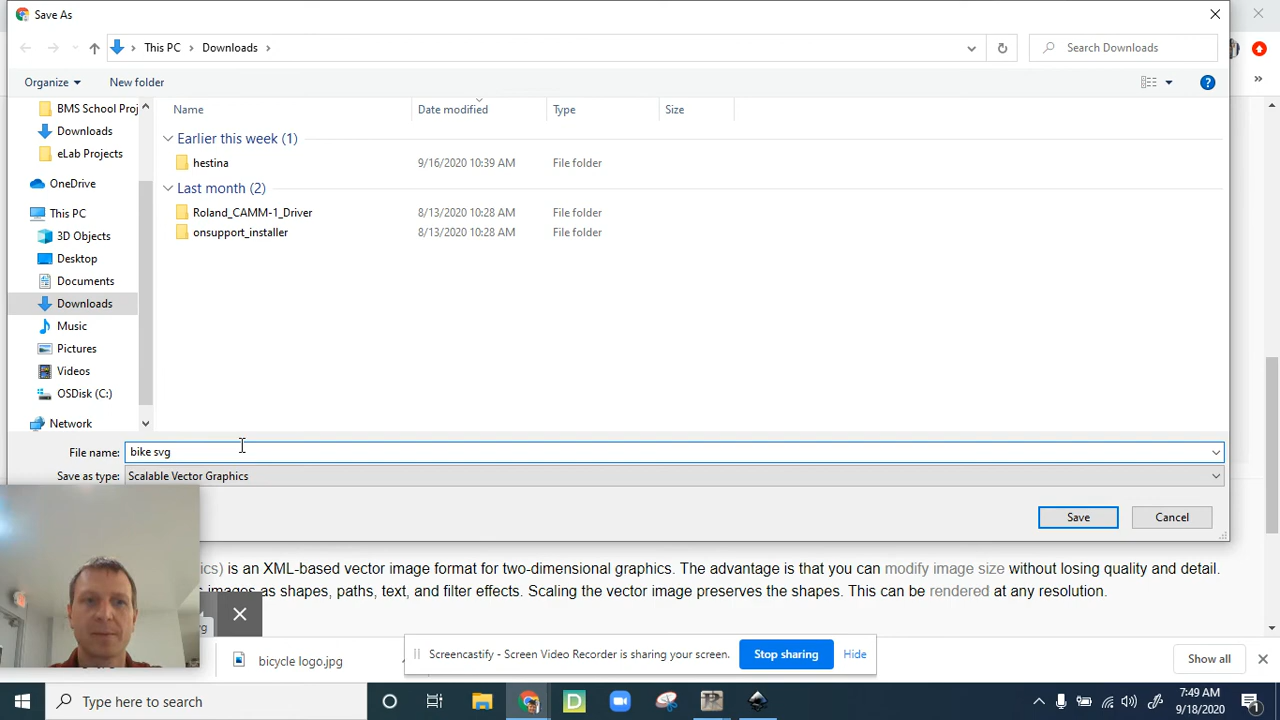 Save As
This PC
Downloads
Search Downloads
Organize
New folder
BMS School Proj
Downloads
eLab Projects
OneDrive
This PC
3D Objects
Desktop
Documents
Downloads
Music
Pictures
Videos
OSDisk (C:)
Network
Name
Date modified
Type
Size
Earlier this week (1)
hestina 9/16/2020 10:39 AM File folder
Last month (2)
Roland_CAMM-1_Driver 8/13/2020 10:28 AM File folder
onsupport_installer 8/13/2020 10:28 AM File folder
File name: bike svg
Save as type: Scalable Vector Graphics
Save
Cancel
ics) is an XML-based vector image format for two-dimensional graphics. The advantage is that you can modify image size without losing quality and detail.
images as shapes, paths, text, and filter effects. Scaling the vector image preserves the shapes. This can be rendered at any resolution.
bicycle logo.jpg
Screencastify - Screen Video Recorder is sharing your screen.
Stop sharing
Hide
Show all
Type here to search
7:49 AM
9/18/2020
1